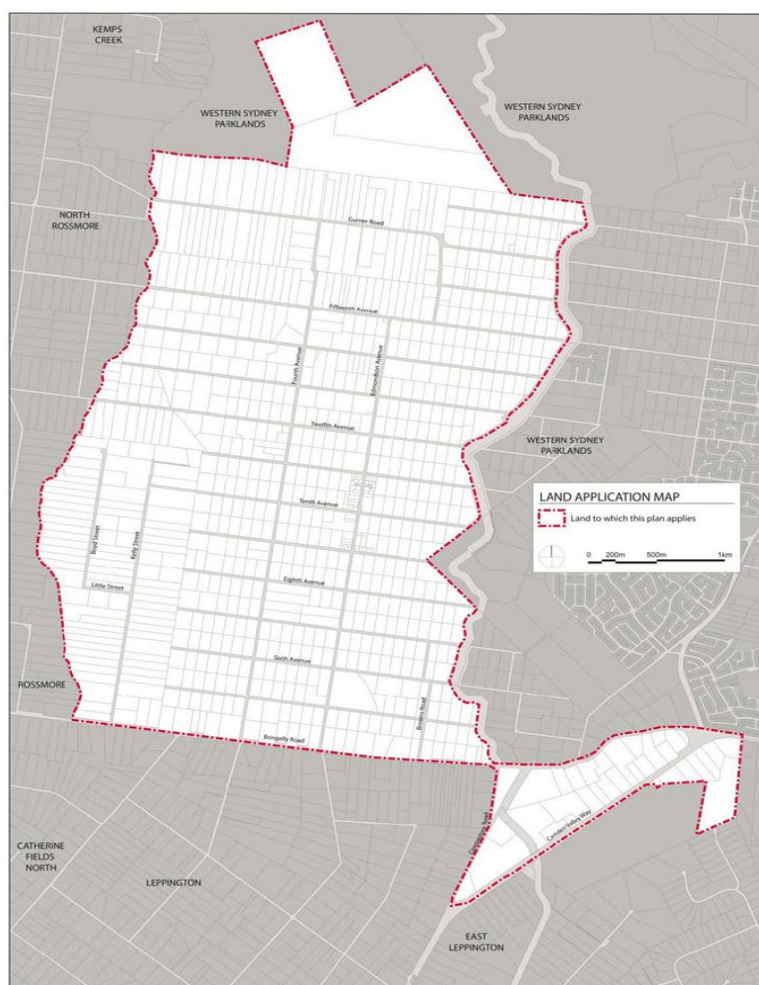 KEMPS
CREEK
WESTERN SYDNEY
PARKLANDS
WESTERN SYDNEY
PARKLANDS
NORTH
ROSSMORE
Gurner Road
Fifteenth Avenue
Fourth Avenue
Edmondson Avenue
Twelfth Avenue
WESTERN SYDNEY
PARKLANDS
LAND APPLICATION MAP
Land to which this plan applies
0 200m 500m 1km
Tenth Avenue
Boyd Street
Kelly Street
Little Street
Eighth Avenue
Sixth Avenue
ROSSMORE
Browns Road
Bringelly Road
Camden Valley Way
CATHERINE
FIELDS
NORTH
LEPPINGTON
EAST
LEPPINGTON